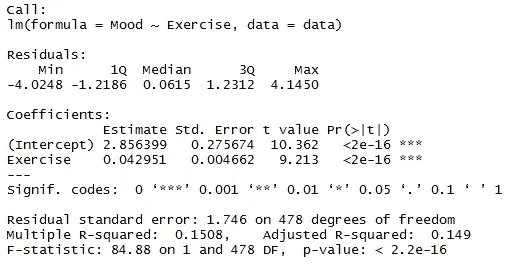 Call:
lm(formula = Mood ~ Exercise, data = data)
Residuals:
Min 1Q Median 3Q Max
-4.0248 -1.2186 0.0615 1.2312 4.1450
Coefficients:
Estimate Std. Error t value Pr(>|t|)
(Intercept) 2.856399 0.275674 10.362 <2e-16 ***
Exercise 0.042951 0.004662 9.213 <2e-16 ***
---
Signif. codes: 0 ‘***’ 0.001 ‘**’ 0.01 ‘*’ 0.05 ‘.’ 0.1 ‘ ’ 1
Residual standard error: 1.746 on 478 degrees of freedom
Multiple R-squared: 0.1508, Adjusted R-squared: 0.149
F-statistic: 84.88 on 1 and 478 DF, p-value: < 2.2e-16